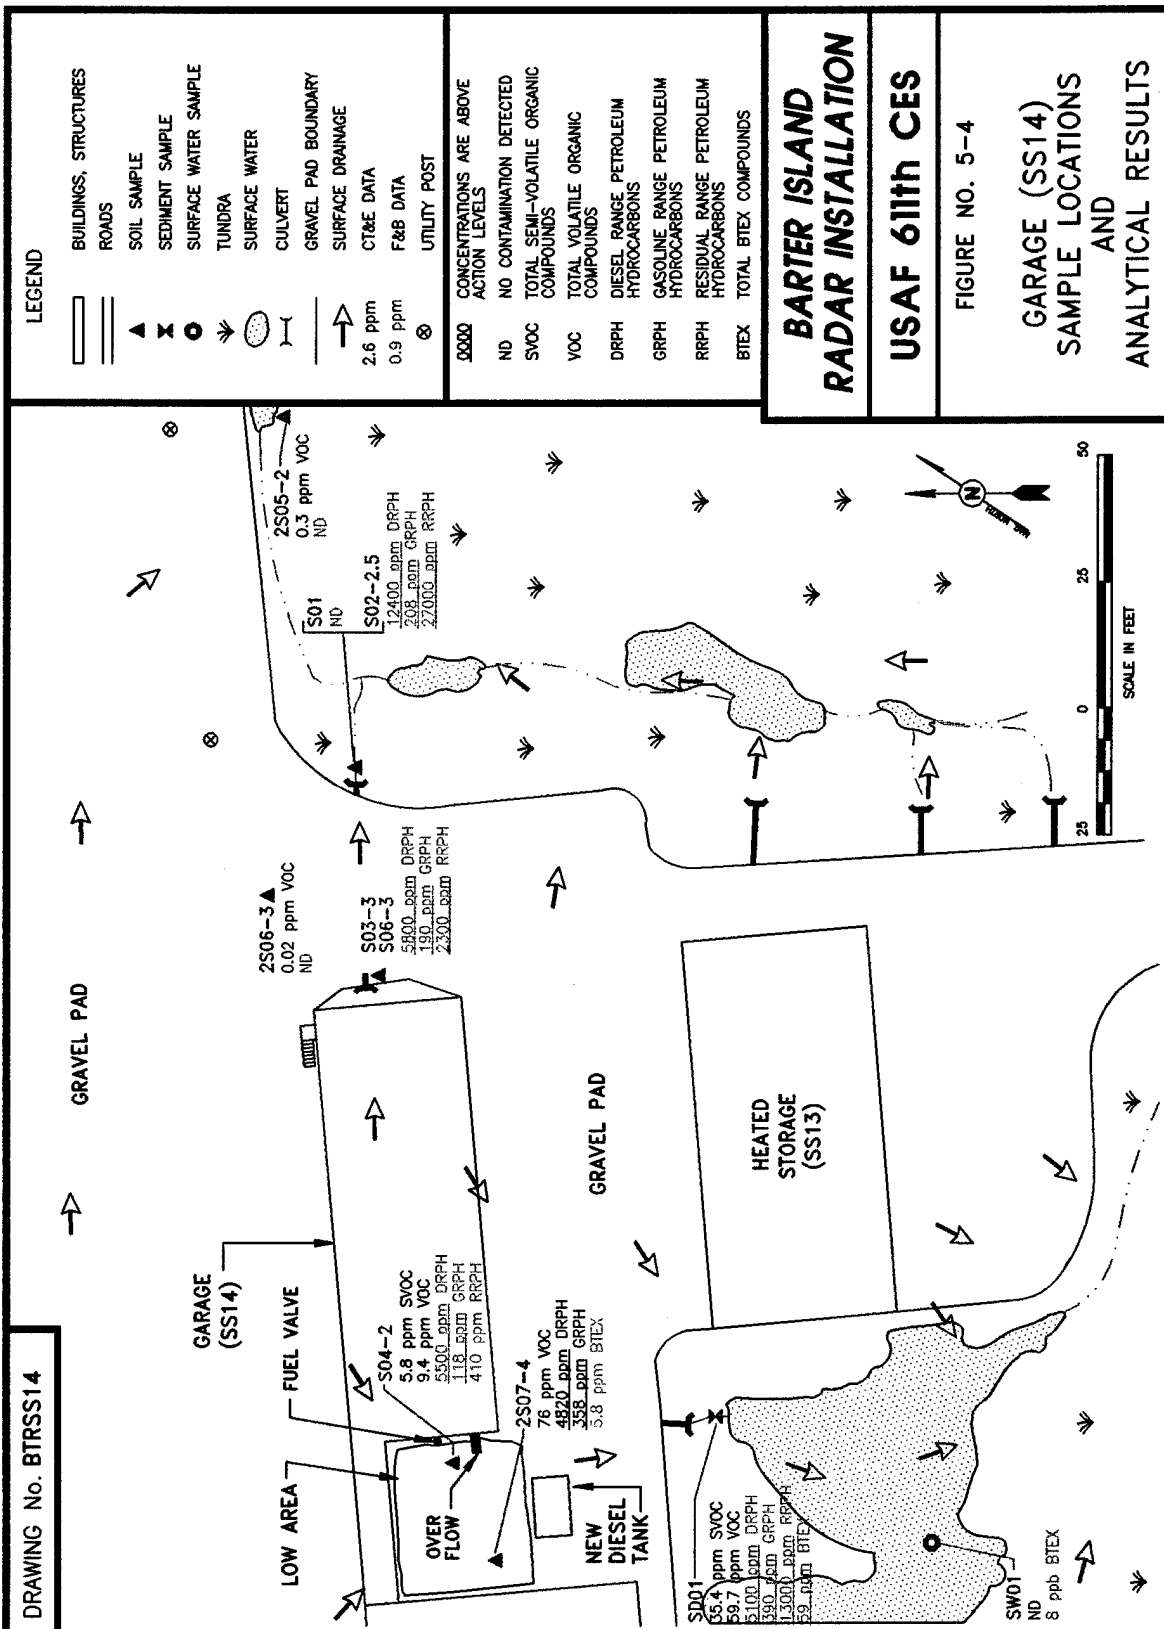 DRAWING No. BTRSS14
GRAVEL PAD
GARAGE
(SS14)
FUEL VALVE
LOW AREA
OVER
FLOW
NEW
DIESEL
TANK
S04-2
5.8 ppm SVOC
9.4 ppm VOC
5500 ppm DRPH
118 ppm GRPH
410 ppm RRPH
2S07-4
76 ppm VOC
4820 ppm DRPH
358 ppm GRPH
5.8 ppm BTEX
2S06-3
0.02 ppm VOC
ND
S03-3
S06-3
5800 ppm DRPH
190 ppm GRPH
2300 ppm RRPH
2S05-2
0.3 ppm VOC
ND
S01
ND
S02-2.5
12400 ppm DRPH
208 ppm GRPH
27000 ppm RRPH
GRAVEL PAD
HEATED
STORAGE
(SS13)
SD01
35.4 ppm SVOC
59.7 ppm VOC
5100 ppm DRPH
390 ppm GRPH
13000 ppm RRPH
59 ppm BTEX
SW01
ND
8 ppb BTEX
N
25
0
25
50
SCALE IN FEET
LEGEND
BUILDINGS, STRUCTURES
ROADS
SOIL SAMPLE
SEDIMENT SAMPLE
SURFACE WATER SAMPLE
TUNDRA
SURFACE WATER
CULVERT
GRAVEL PAD BOUNDARY
SURFACE DRAINAGE
2.6 ppm CT&E DATA
0.9 ppm F&B DATA
UTILITY POST
0000 CONCENTRATIONS ARE ABOVE
ACTION LEVELS
ND NO CONTAMINATION DETECTED
SVOC TOTAL SEMI-VOLATILE ORGANIC
COMPOUNDS
VOC TOTAL VOLATILE ORGANIC
COMPOUNDS
DRPH DIESEL RANGE PETROLEUM
HYDROCARBONS
GRPH GASOLINE RANGE PETROLEUM
HYDROCARBONS
RRPH RESIDUAL RANGE PETROLEUM
HYDROCARBONS
BTEX TOTAL BTEX COMPOUNDS
BARTER ISLAND
RADAR INSTALLATION
USAF 611th CES
FIGURE NO. 5-4
GARAGE (SS14)
SAMPLE LOCATIONS
AND
ANALYTICAL RESULTS